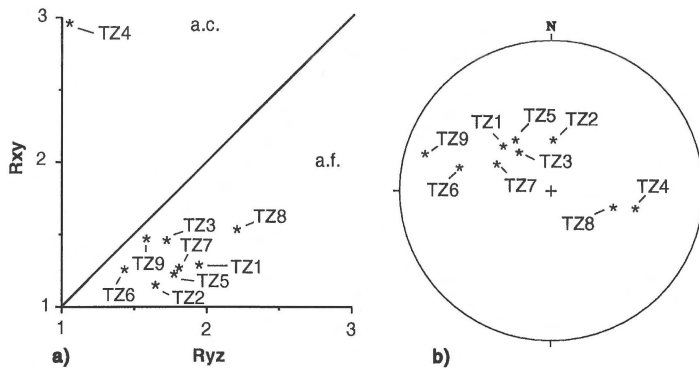 3
TZ4
a.c.
Rxy
2
a.f.
TZ3
TZ8
TZ7
TZ9
TZ1
TZ6
TZ5
TZ2
1
1
2
3
a)
Ryz
N
TZ5
TZ1
TZ2
TZ9
TZ3
TZ6
TZ7
TZ4
TZ8
b)